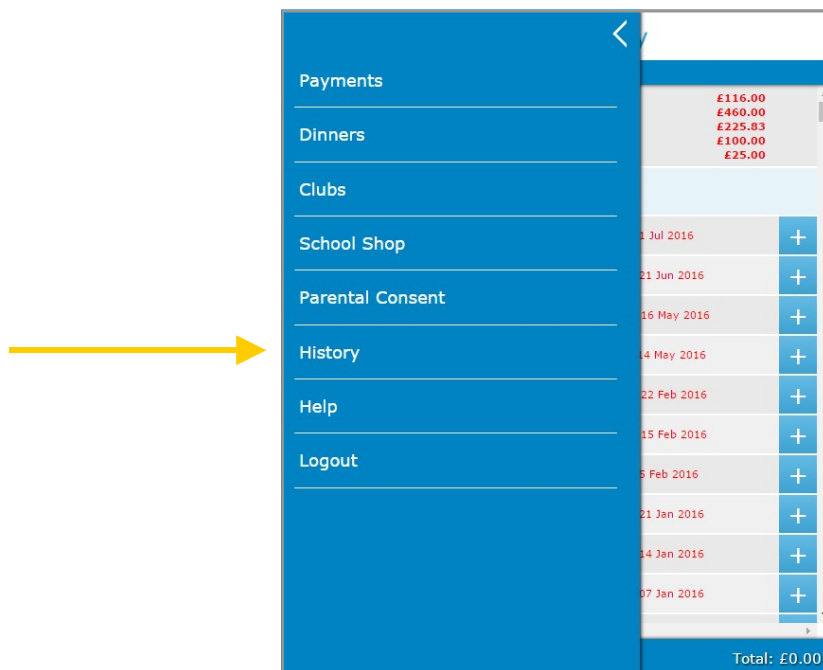 Payments
Dinners
Clubs
School Shop
Parental Consent
History
Help
Logout
£116.00
£460.00
£225.83
£100.00
£25.00
1 Jul 2016
21 Jun 2016
16 May 2016
14 May 2016
22 Feb 2016
15 Feb 2016
5 Feb 2016
21 Jan 2016
14 Jan 2016
07 Jan 2016
Total: £0.00